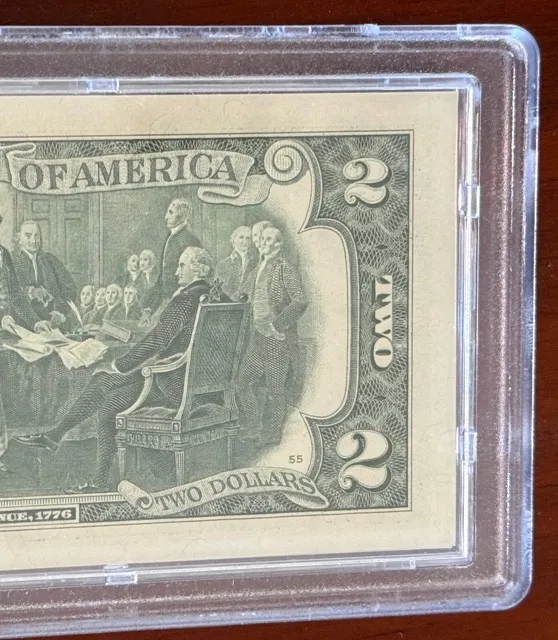 OF AMERICA
2
TWO
2
55
TWO DOLLARS
NCE, 1776